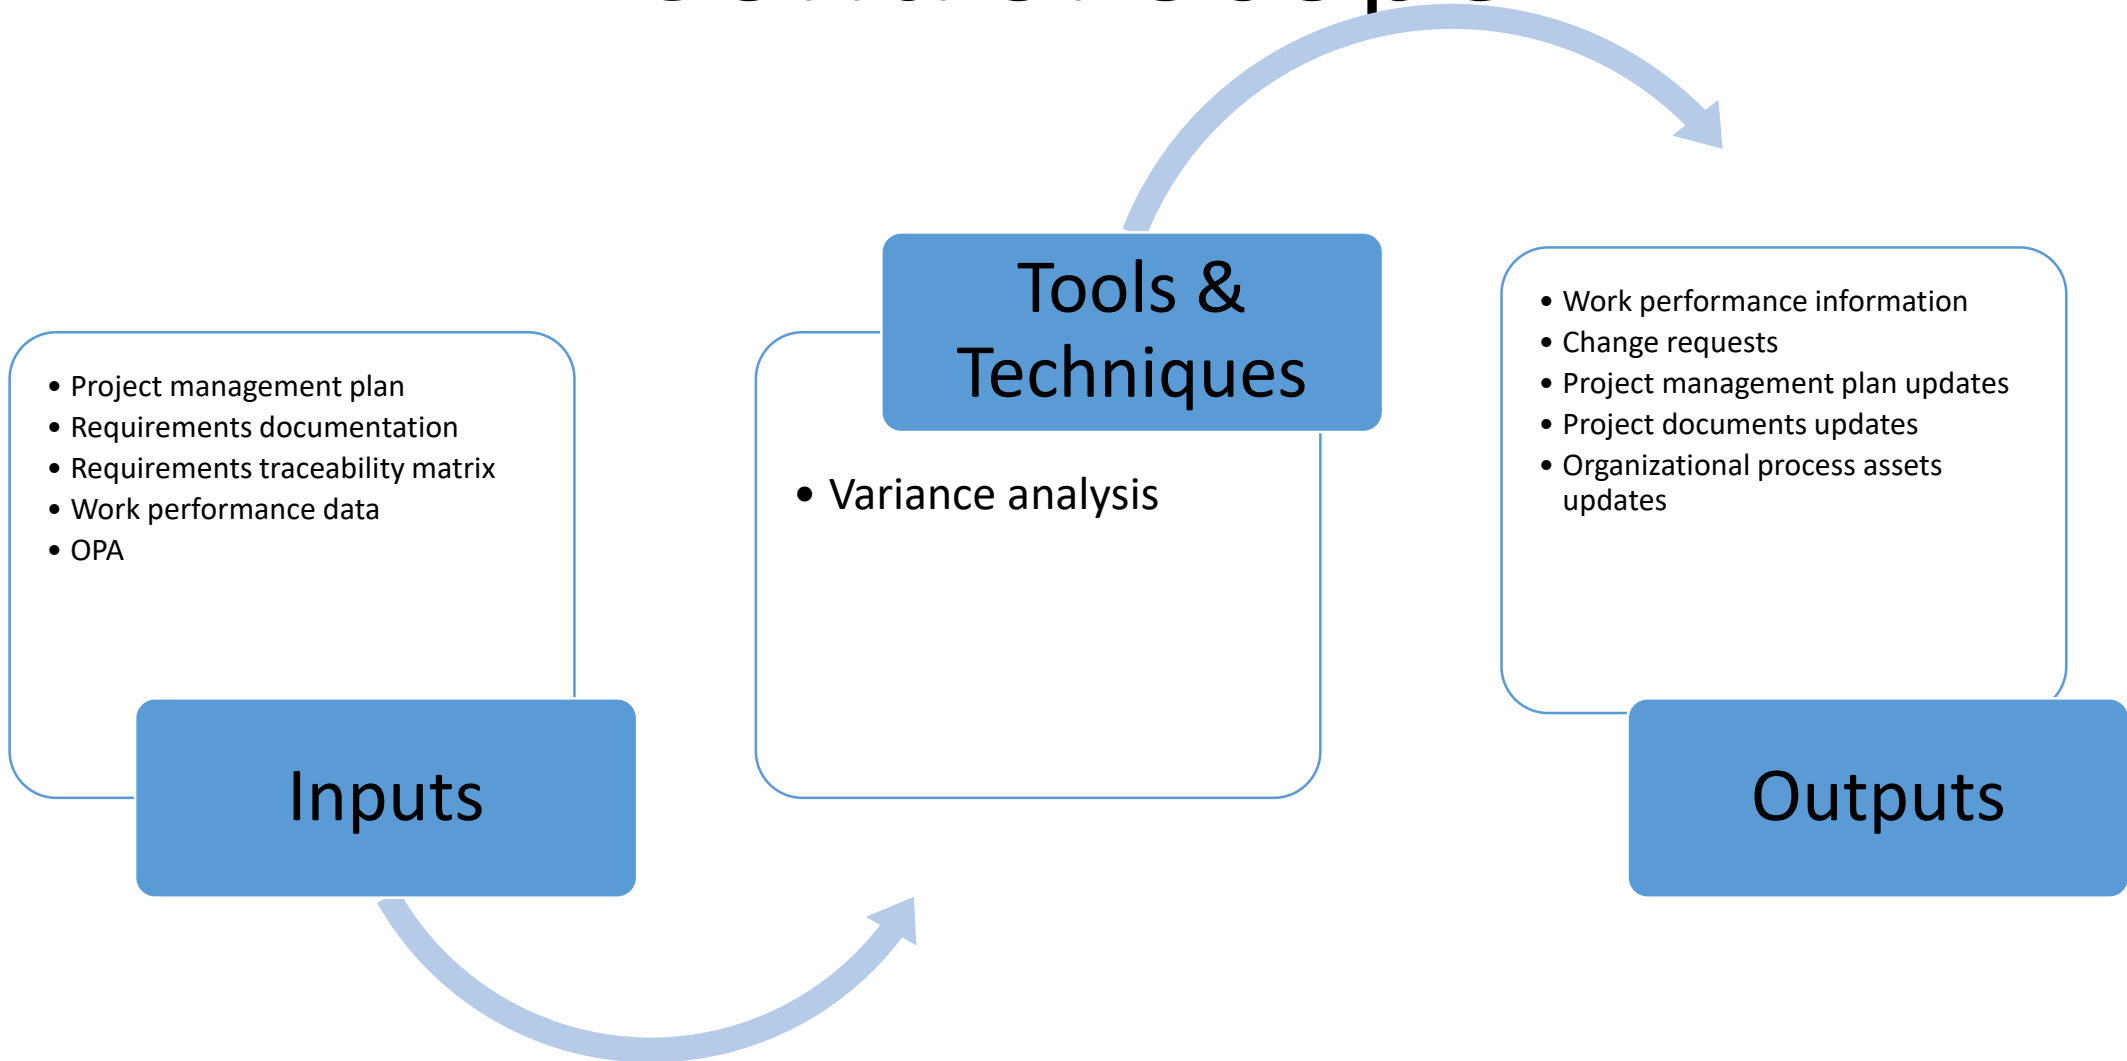 • Project management plan
• Requirements documentation
• Requirements traceability matrix
• Work performance data
• OPA
Inputs
Tools &
Techniques
• Variance analysis
• Work performance information
• Change requests
• Project management plan updates
• Project documents updates
• Organizational process assets
updates
Outputs